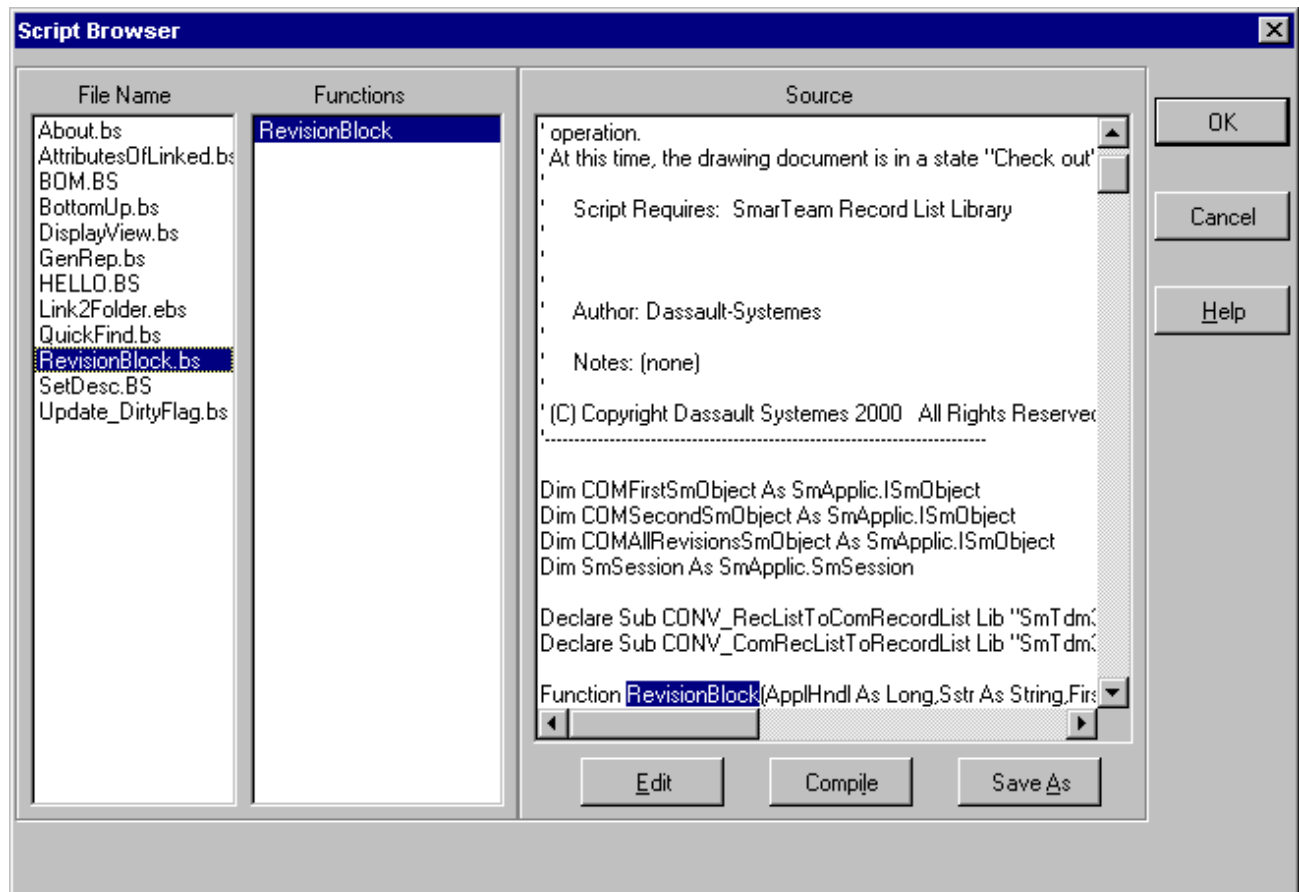 Script Browser
File Name
Functions
Source
About.bs
AttributesOfLinked.bs
BOM.BS
BottomUp.bs
DisplayView.bs
GenRep.bs
HELLO.BS
Link2Folder.ebs
QuickFind.bs
RevisionBlock.bs
SetDesc.BS
Update_DirtyFlag.bs
RevisionBlock
' operation.
' At this time, the drawing document is in a state "Check out"
'
' Script Requires: SmarTeam Record List Library
'
'
'
' Author: Dassault-Systemes
'
' Notes: (none)
'
' (C) Copyright Dassault Systemes 2000 All Rights Reserved
'---------------------------------------------------------------------------
Dim COMFirstSmObject As SmApplic.ISmObject
Dim COMSecondSmObject As SmApplic.ISmObject
Dim COMAllRevisionsSmObject As SmApplic.ISmObject
Dim SmSession As SmApplic.SmSession
Declare Sub CONV_RecListToComRecordList Lib "SmTdm3
Declare Sub CONV_ComRecListToRecordList Lib "SmTdm3
Function RevisionBlock(ApplHndl As Long,Sstr As String,Firs
Edit
Compile
Save As
OK
Cancel
Help